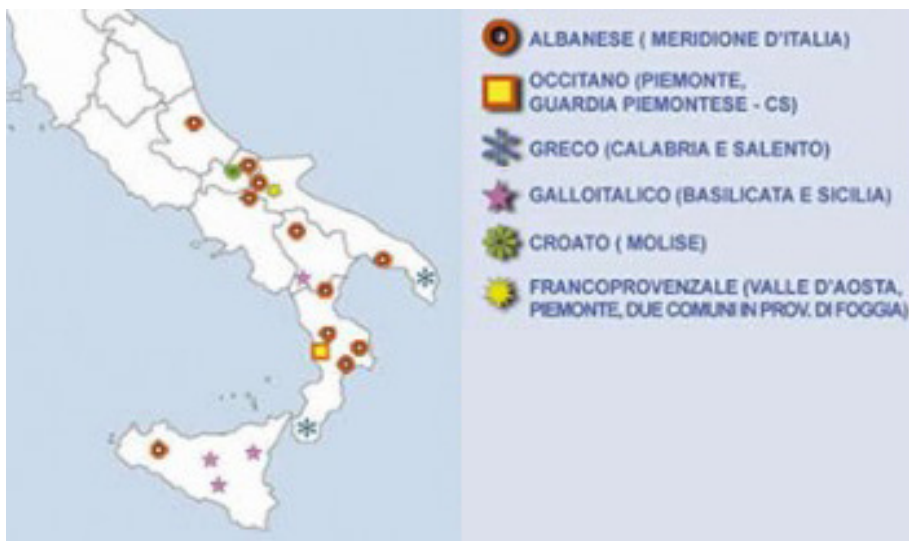 ALBANESE ( MERIDIONE D'ITALIA)
OCCITANO (PIEMONTE,
GUARDIA PIEMONTESE - CS)
GRECO (CALABRIA E SALENTO)
GALLOITALICO (BASILICATA E SICILIA)
CROATO ( MOLISE)
FRANCOPROVENZALE (VALLE D'AOSTA,
PIEMONTE, DUE COMUNI IN PROV. DI FOGGIA)